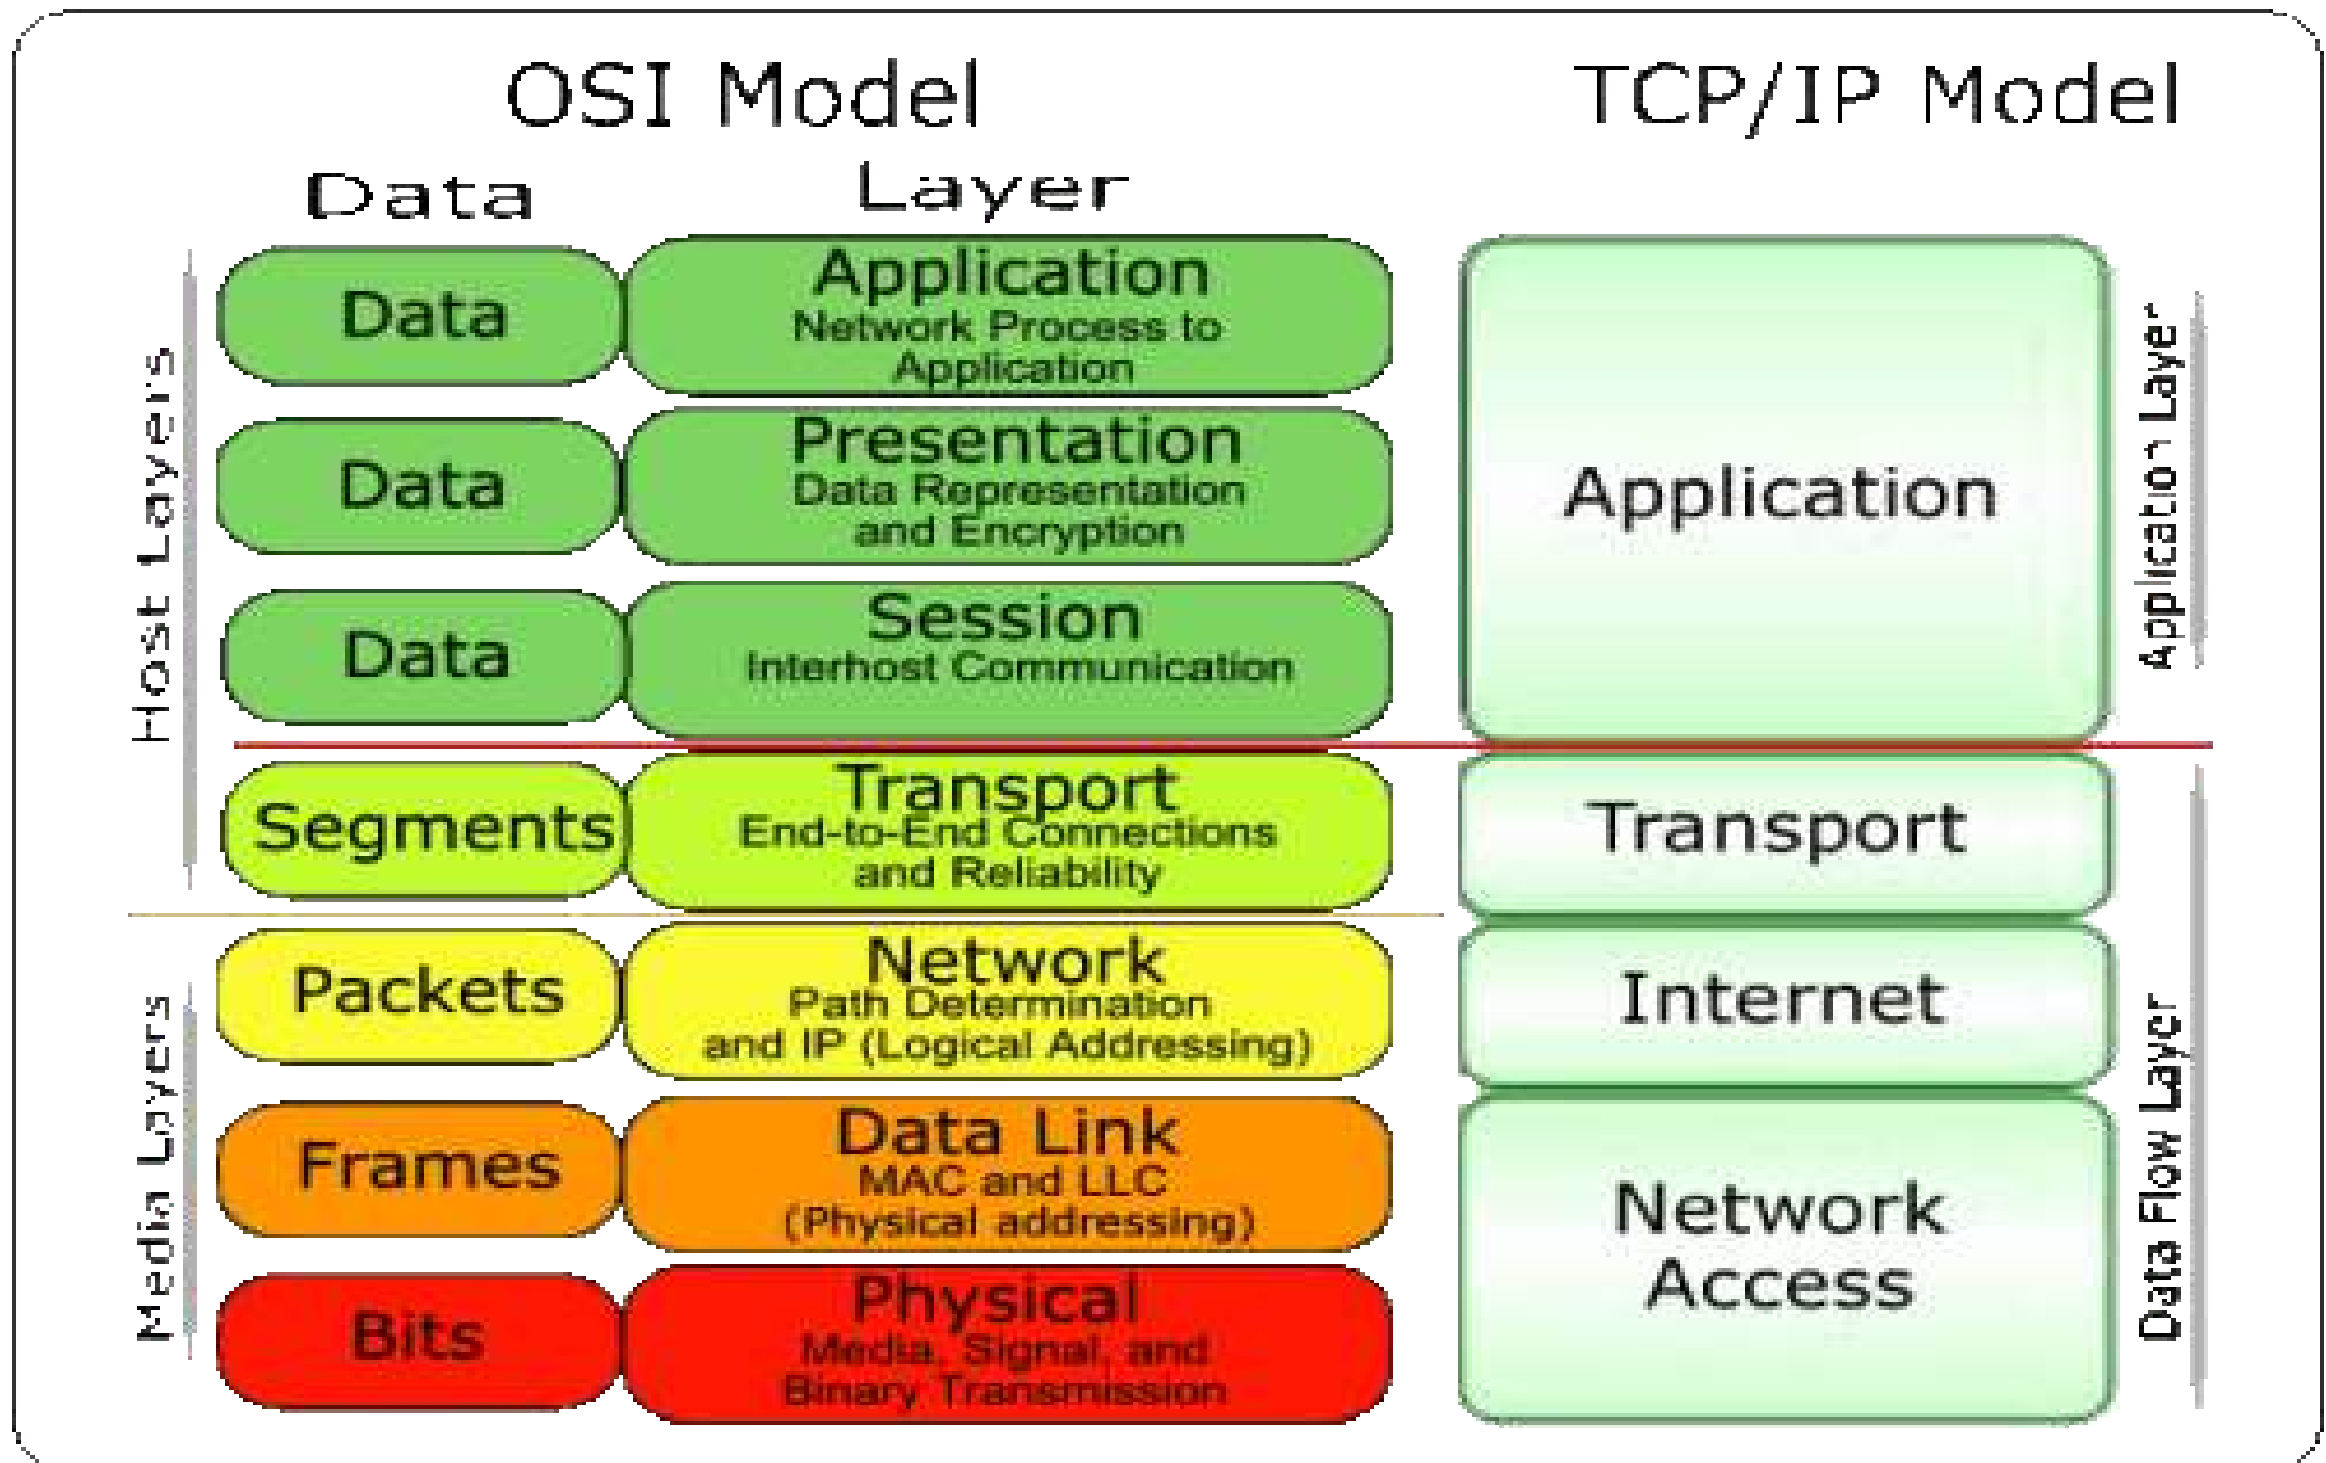 OSI Model
TCP/IP Model
Data
Layer
Host Layers
Data
Application
Network Process to
Application
Data
Presentation
Data Representation
and Encryption
Data
Session
Interhost Communication
Segments
Transport
End-to-End Connections
and Reliability
Media Layers
Packets
Network
Path Determination
and IP (Logical Addressing)
Frames
Data Link
MAC and LLC
(Physical addressing)
Bits
Physical
Media, Signal, and
Binary Transmission
Application
Application Layer
Transport
Internet
Network
Access
Data Flow Layer